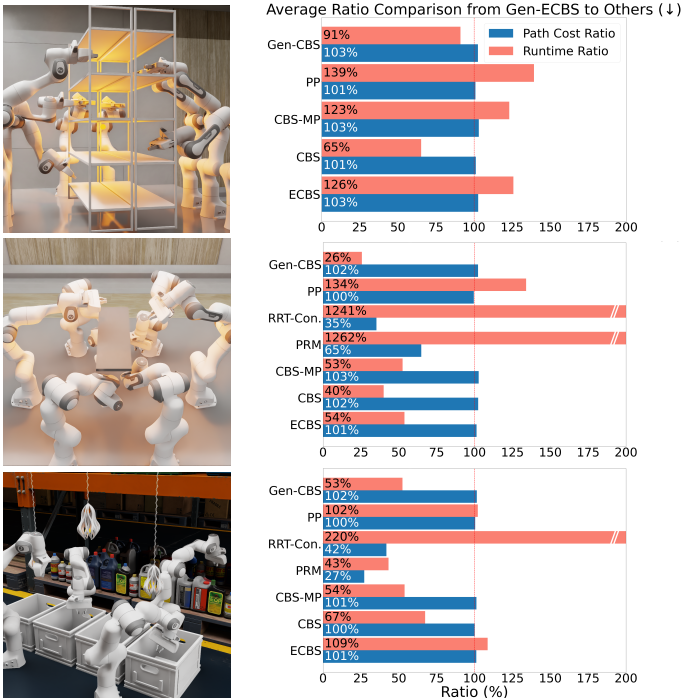 Average Ratio Comparison from Gen-ECBS to Others (↓)
Path Cost Ratio
Runtime Ratio
Gen-CBS
91%
103%
PP
139%
101%
CBS-MP
123%
103%
CBS
65%
101%
ECBS
126%
103%
0 25 50 75 100 125 150 175 200
Gen-CBS
26%
102%
PP
134%
100%
RRT-Con.
1241%
35%
PRM
1262%
65%
CBS-MP
53%
103%
CBS
40%
102%
ECBS
54%
101%
0 25 50 75 100 125 150 175 200
Gen-CBS
53%
102%
PP
102%
100%
RRT-Con.
220%
42%
PRM
43%
27%
CBS-MP
54%
101%
CBS
67%
100%
ECBS
109%
101%
0 25 50 75 100 125 150 175 200
Ratio (%)